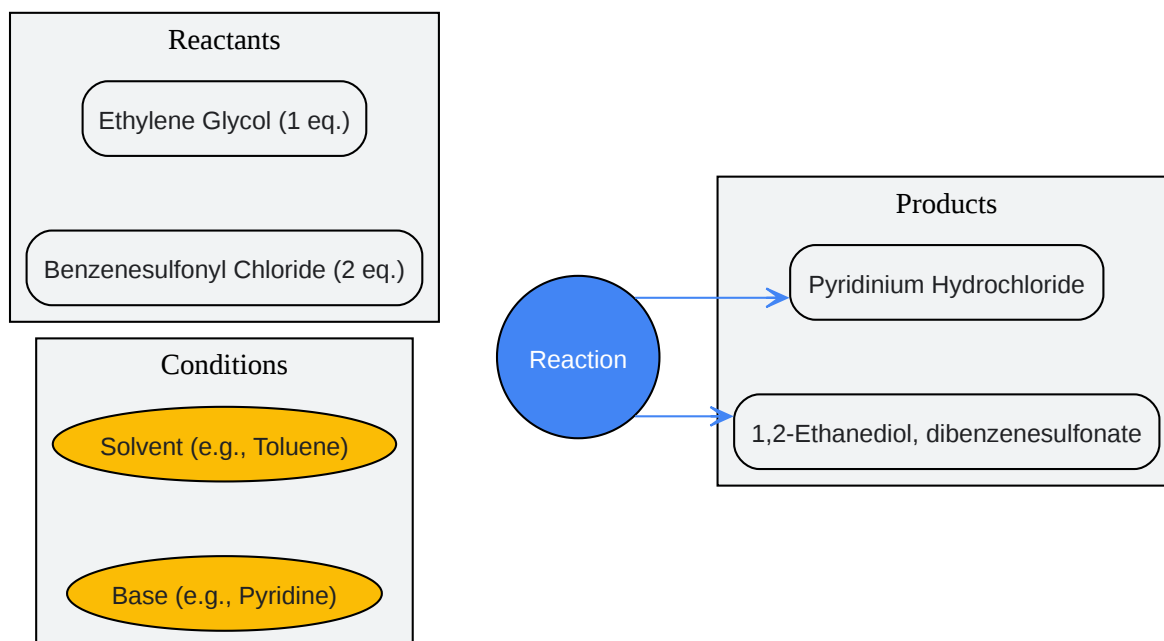 Reactants
Ethylene Glycol (1 eq.)
Benzenesulfonyl Chloride (2 eq.)
Conditions
Solvent (e.g., Toluene)
Base (e.g., Pyridine)
Reaction
Products
Pyridinium Hydrochloride
1,2-Ethanediol, dibenzenesulfonate